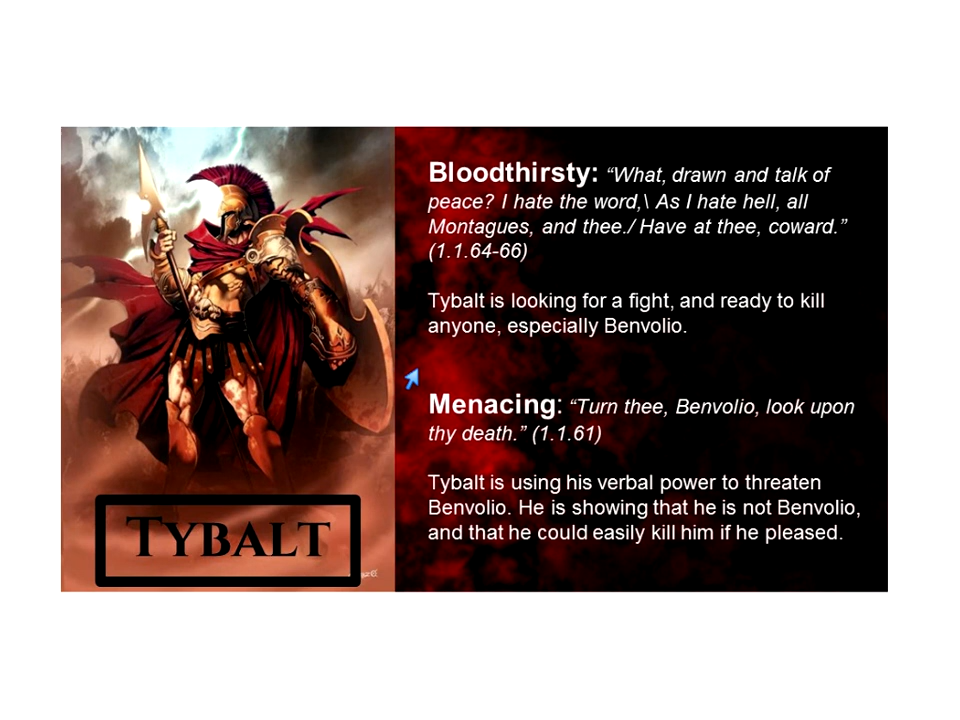 Bloodthirsty: “What, drawn and talk of
peace? I hate the word,\ As I hate hell, all
Montagues, and thee./ Have at thee, coward.”
(1.1.64-66)
Tybalt is looking for a fight, and ready to kill
anyone, especially Benvolio.
Menacing: “Turn thee, Benvolio, look upon
thy death.” (1.1.61)
Tybalt is using his verbal power to threaten
Benvolio. He is showing that he is not Benvolio,
and that he could easily kill him if he pleased.
TYBALT